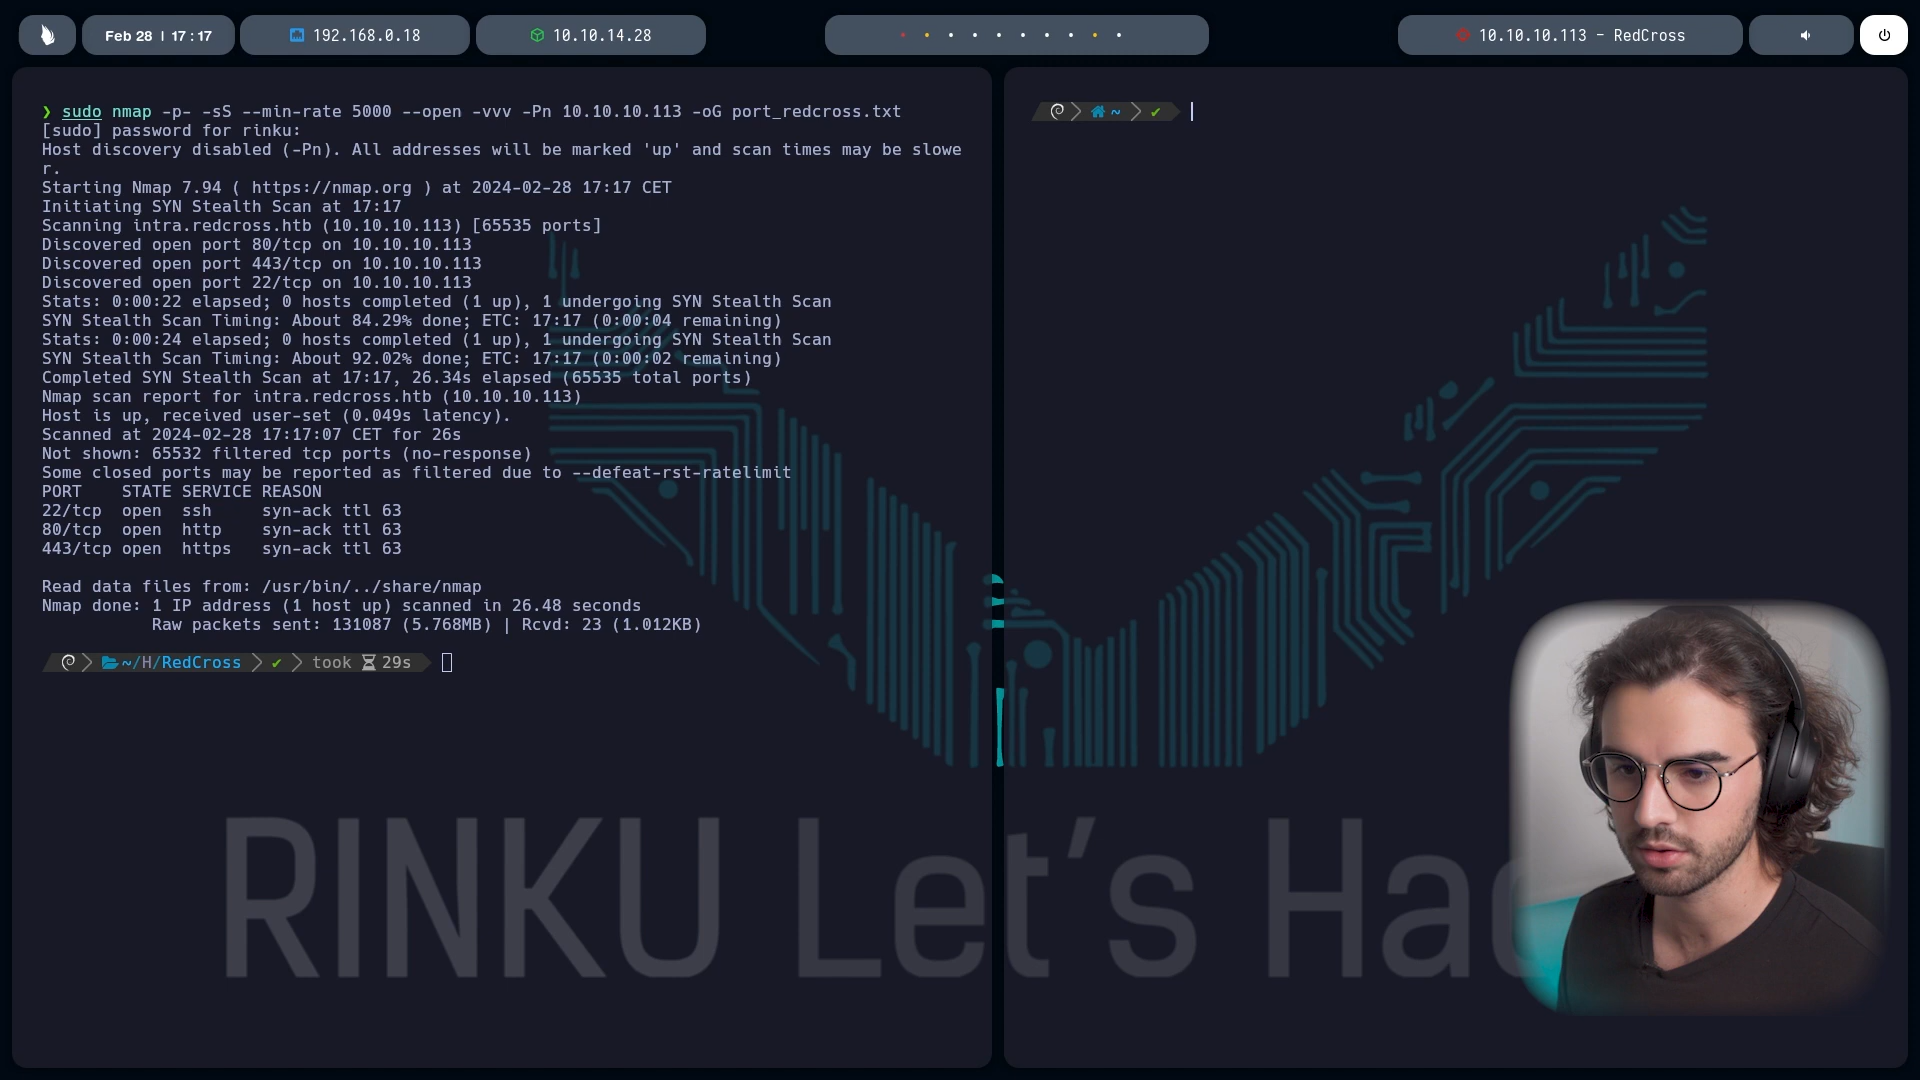 Feb 28 | 17:17
192.168.0.18
10.10.14.28
10.10.10.113 - RedCross
❯ sudo nmap -p- -sS --min-rate 5000 --open -vvv -Pn 10.10.10.113 -oG port_redcross.txt
[sudo] password for rinku:
Host discovery disabled (-Pn). All addresses will be marked 'up' and scan times may be slowe
r.
Starting Nmap 7.94 ( https://nmap.org ) at 2024-02-28 17:17 CET
Initiating SYN Stealth Scan at 17:17
Scanning intra.redcross.htb (10.10.10.113) [65535 ports]
Discovered open port 80/tcp on 10.10.10.113
Discovered open port 443/tcp on 10.10.10.113
Discovered open port 22/tcp on 10.10.10.113
Stats: 0:00:22 elapsed; 0 hosts completed (1 up), 1 undergoing SYN Stealth Scan
SYN Stealth Scan Timing: About 84.29% done; ETC: 17:17 (0:00:04 remaining)
Stats: 0:00:24 elapsed; 0 hosts completed (1 up), 1 undergoing SYN Stealth Scan
SYN Stealth Scan Timing: About 92.02% done; ETC: 17:17 (0:00:02 remaining)
Completed SYN Stealth Scan at 17:17, 26.34s elapsed (65535 total ports)
Nmap scan report for intra.redcross.htb (10.10.10.113)
Host is up, received user-set (0.049s latency).
Scanned at 2024-02-28 17:17:07 CET for 26s
Not shown: 65532 filtered tcp ports (no-response)
Some closed ports may be reported as filtered due to --defeat-rst-ratelimit
PORT    STATE SERVICE REASON
22/tcp  open  ssh     syn-ack ttl 63
80/tcp  open  http    syn-ack ttl 63
443/tcp open  https   syn-ack ttl 63
Read data files from: /usr/bin/../share/nmap
Nmap done: 1 IP address (1 host up) scanned in 26.48 seconds
Raw packets sent: 131087 (5.768MB) | Rcvd: 23 (1.012KB)
~/H/RedCross ✔ took 29s
~ ✔
RINKU Let's Hac